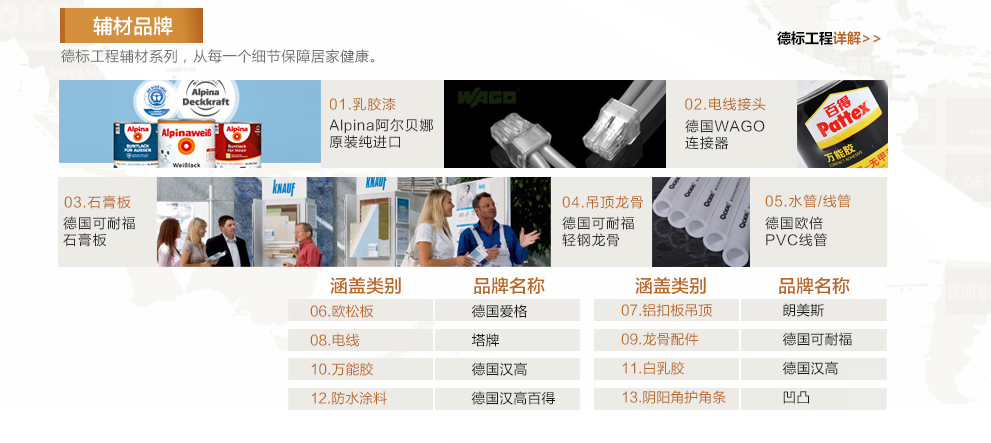 辅材品牌
德标工程辅材系列，从每一个细节保障居家健康。
德标工程详解>>
Alpina
Deckkraft
Alpina
BUNTLACK
FÜR AUSSEN
Alpinaweiß
Weißlack
Alpina
BUNTLACK
FÜR INNEN
01.乳胶漆
Alpina阿尔贝娜
原装纯进口
WAGO
02.电线接头
德国WAGO
连接器
百得
Pattex
万能胶
03.石膏板
德国可耐福
石膏板
KNAUF
KNAUF
04.吊顶龙骨
德国可耐福
轻钢龙骨
05.水管/线管
德国欧倍
PVC线管
涵盖类别 品牌名称 涵盖类别 品牌名称
06.欧松板 德国爱格 07.铝扣板吊顶 朗美斯
08.电线 塔牌 09.龙骨配件 德国可耐福
10.万能胶 德国汉高 11.白乳胶 德国汉高
12.防水涂料 德国汉高百得 13.阴阳角护角条 凹凸